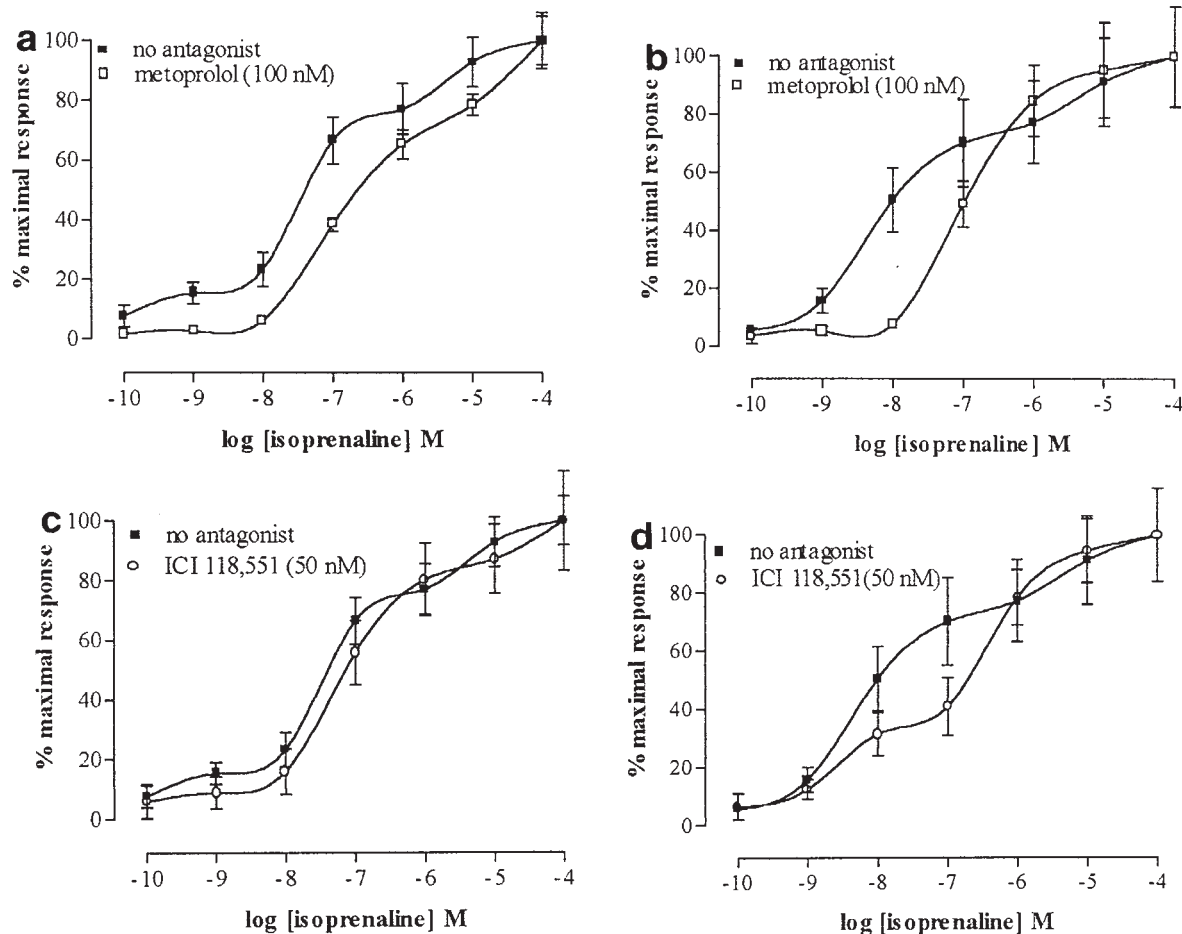 a
no antagonist
metoprolol (100 nM)
% maximal response
100
80
60
40
20
0
-10 -9 -8 -7 -6 -5 -4
log [isoprenaline] M
b
no antagonist
metoprolol (100 nM)
% maximal response
100
80
60
40
20
0
-10 -9 -8 -7 -6 -5 -4
log [isoprenaline] M
c
no antagonist
ICI 118,551 (50 nM)
% maximal response
100
80
60
40
20
0
-10 -9 -8 -7 -6 -5 -4
log [isoprenaline] M
d
no antagonist
ICI 118,551(50 nM)
% maximal response
100
80
60
40
20
0
-10 -9 -8 -7 -6 -5 -4
log [isoprenaline] M